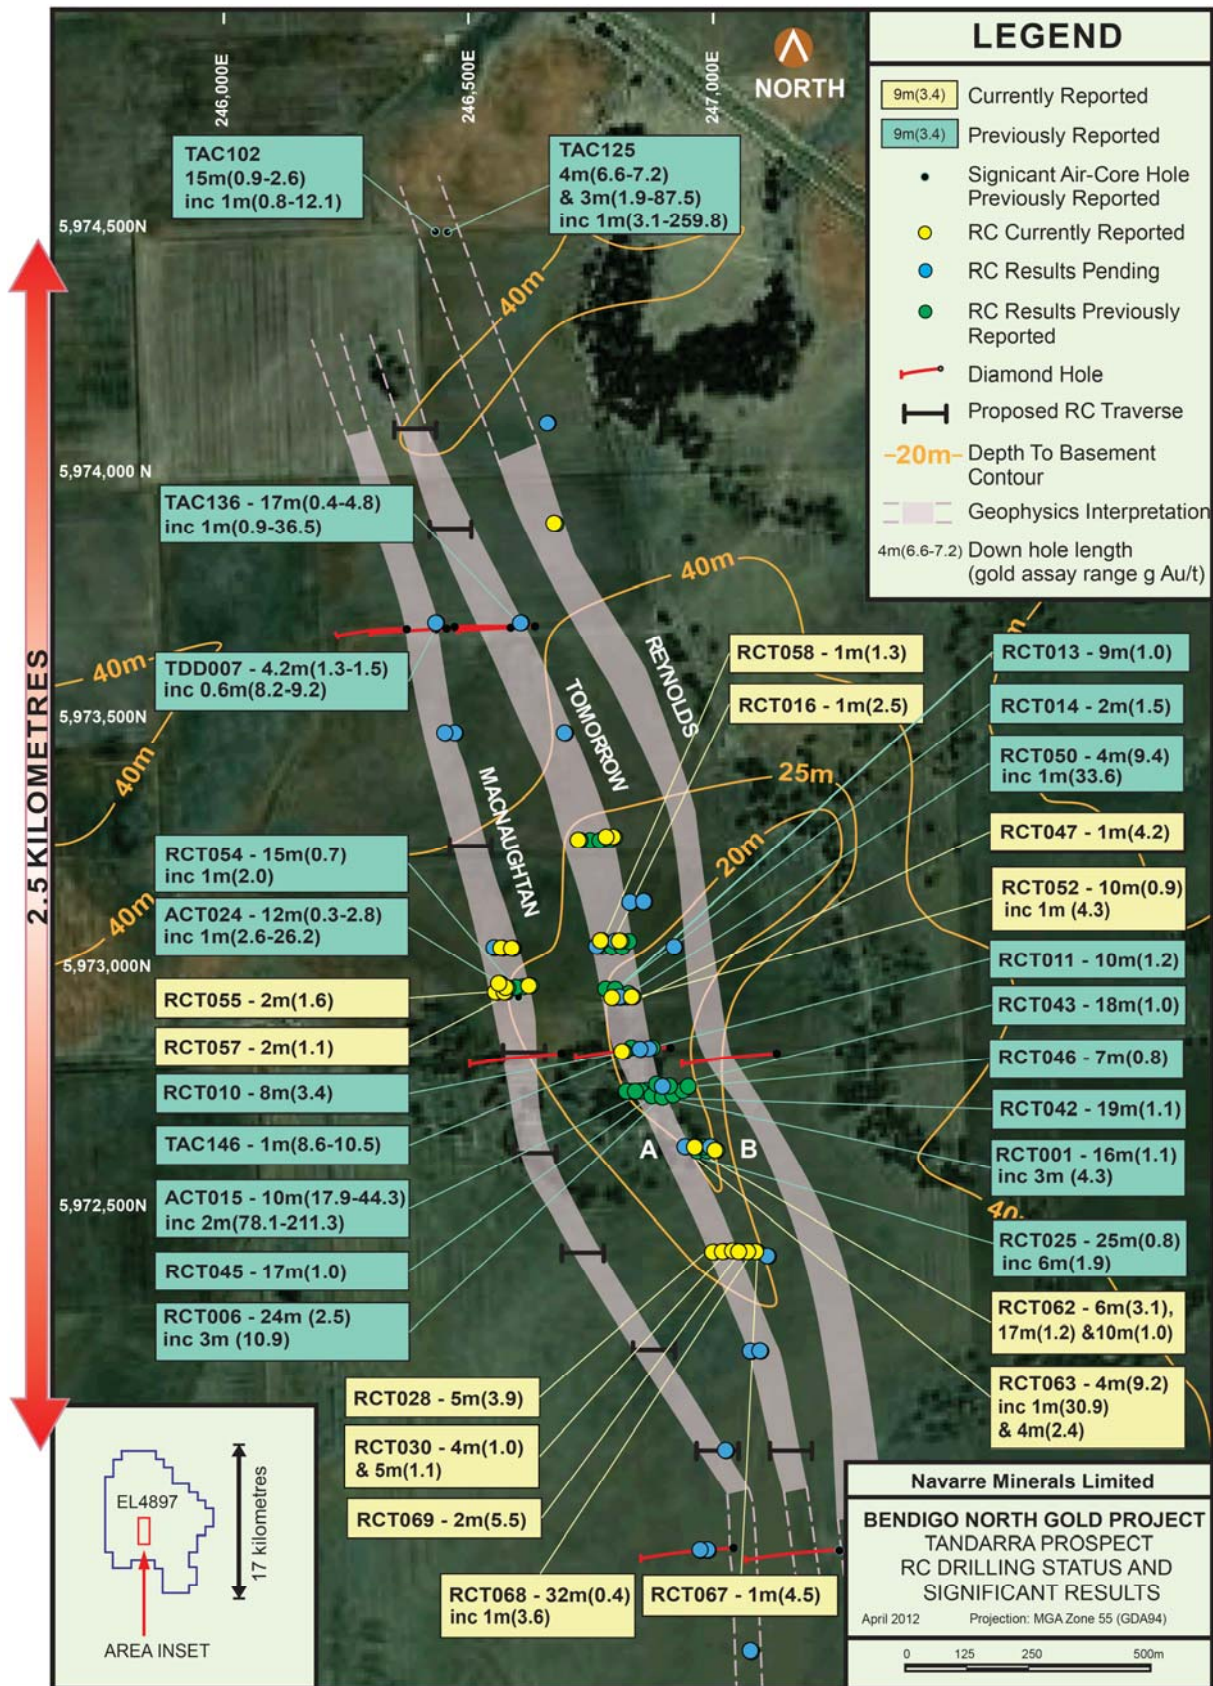 246,000E
246,500E
247,000E
NORTH
LEGEND
9m(3.4) Currently Reported
9m(3.4) Previously Reported
Signicant Air-Core Hole
Previously Reported
RC Currently Reported
RC Results Pending
RC Results Previously
Reported
Diamond Hole
Proposed RC Traverse
-20m- Depth To Basement
Contour
Geophysics Interpretation
4m(6.6-7.2) Down hole length
(gold assay range g Au/t)
TAC102
15m(0.9-2.6)
inc 1m(0.8-12.1)
TAC125
4m(6.6-7.2)
& 3m(1.9-87.5)
inc 1m(3.1-259.8)
5,974,500N
40m
5,974,000 N
TAC136 - 17m(0.4-4.8)
inc 1m(0.9-36.5)
40m
2.5 KILOMETRES
40m
TDD007 - 4.2m(1.3-1.5)
inc 0.6m(8.2-9.2)
REYNOLDS
TOMORROW
MACNAUGHTAN
RCT058 - 1m(1.3)
RCT016 - 1m(2.5)
m
RCT013 - 9m(1.0)
RCT014 - 2m(1.5)
RCT050 - 4m(9.4)
inc 1m(33.6)
5,973,500N
40m
25m
20m
RCT047 - 1m(4.2)
RCT052 - 10m(0.9)
inc 1m (4.3)
RCT054 - 15m(0.7)
inc 1m(2.0)
40m
ACT024 - 12m(0.3-2.8)
inc 1m(2.6-26.2)
RCT011 - 10m(1.2)
5,973,000N
RCT055 - 2m(1.6)
RCT043 - 18m(1.0)
RCT057 - 2m(1.1)
RCT046 - 7m(0.8)
RCT010 - 8m(3.4)
RCT042 - 19m(1.1)
TAC146 - 1m(8.6-10.5)
A
B
RCT001 - 16m(1.1)
inc 3m (4.3)
ACT015 - 10m(17.9-44.3)
inc 2m(78.1-211.3)
5,972,500N
40m
RCT025 - 25m(0.8)
inc 6m(1.9)
RCT045 - 17m(1.0)
RCT006 - 24m (2.5)
inc 3m (10.9)
RCT062 - 6m(3.1),
17m(1.2) &10m(1.0)
RCT063 - 4m(9.2)
inc 1m(30.9)
& 4m(2.4)
RCT028 - 5m(3.9)
RCT030 - 4m(1.0)
& 5m(1.1)
RCT069 - 2m(5.5)
RCT068 - 32m(0.4)
inc 1m(3.6)
RCT067 - 1m(4.5)
EL4897
17 kilometres
AREA INSET
Navarre Minerals Limited
BENDIGO NORTH GOLD PROJECT
TANDARRA PROSPECT
RC DRILLING STATUS AND
SIGNIFICANT RESULTS
April 2012 Projection: MGA Zone 55 (GDA94)
0 125 250 500m